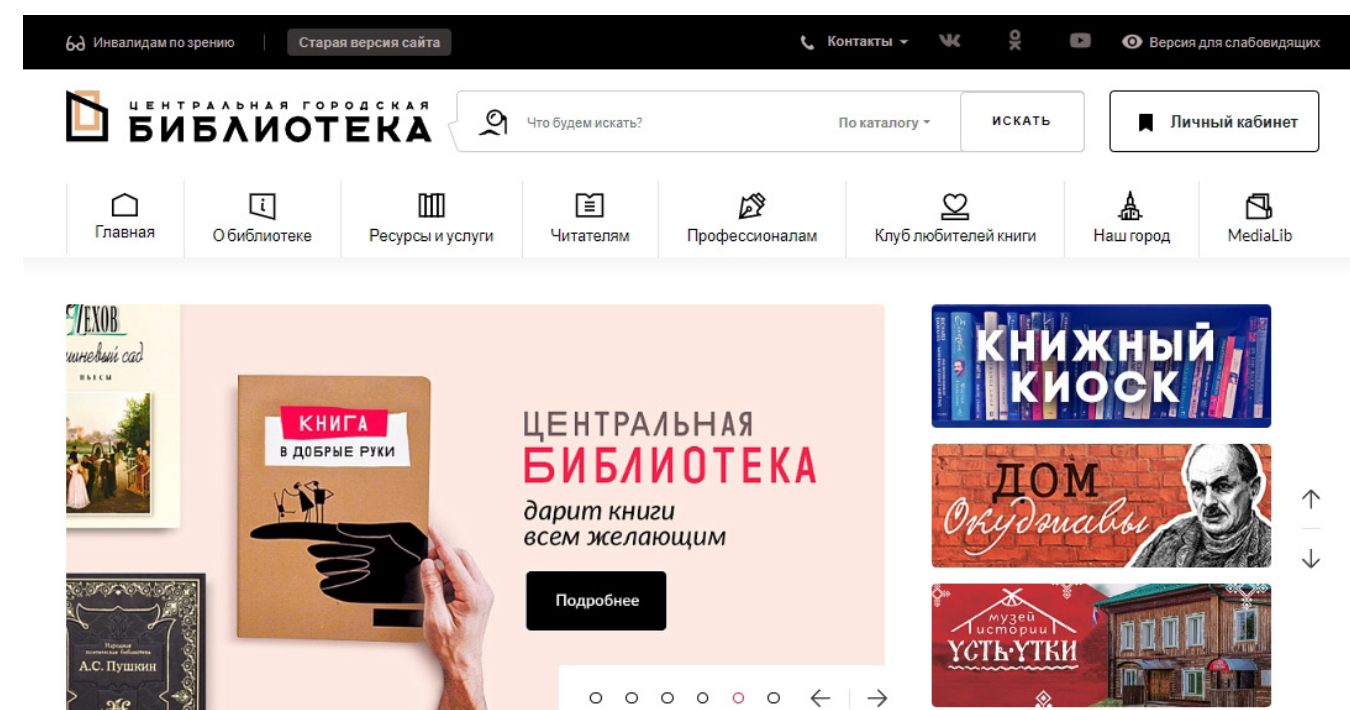 Инвалидам по зрению
Старая версия сайта
Контакты
Версия для слабовидящих
ЦЕНТРАЛЬНАЯ ГОРОДСКАЯ
БИБЛИОТЕКА
Что будем искать?
По каталогу
ИСКАТЬ
Личный кабинет
Главная
О библиотеке
Ресурсы и услуги
Читателям
Профессионалам
Клуб любителей книги
Наш город
MediaLib
ЧЕХОВ
сад
ПЬЕСЫ
КНИГА
В ДОБРЫЕ РУКИ
А.С. Пушкин
ЦЕНТРАЛЬНАЯ
БИБЛИОТЕКА
дарит книги
всем желающим
Подробнее
КНИЖНЫЙ
КИОСК
ДОМ
Окуджавы
музей
истории
УСТЬ-УТКИ